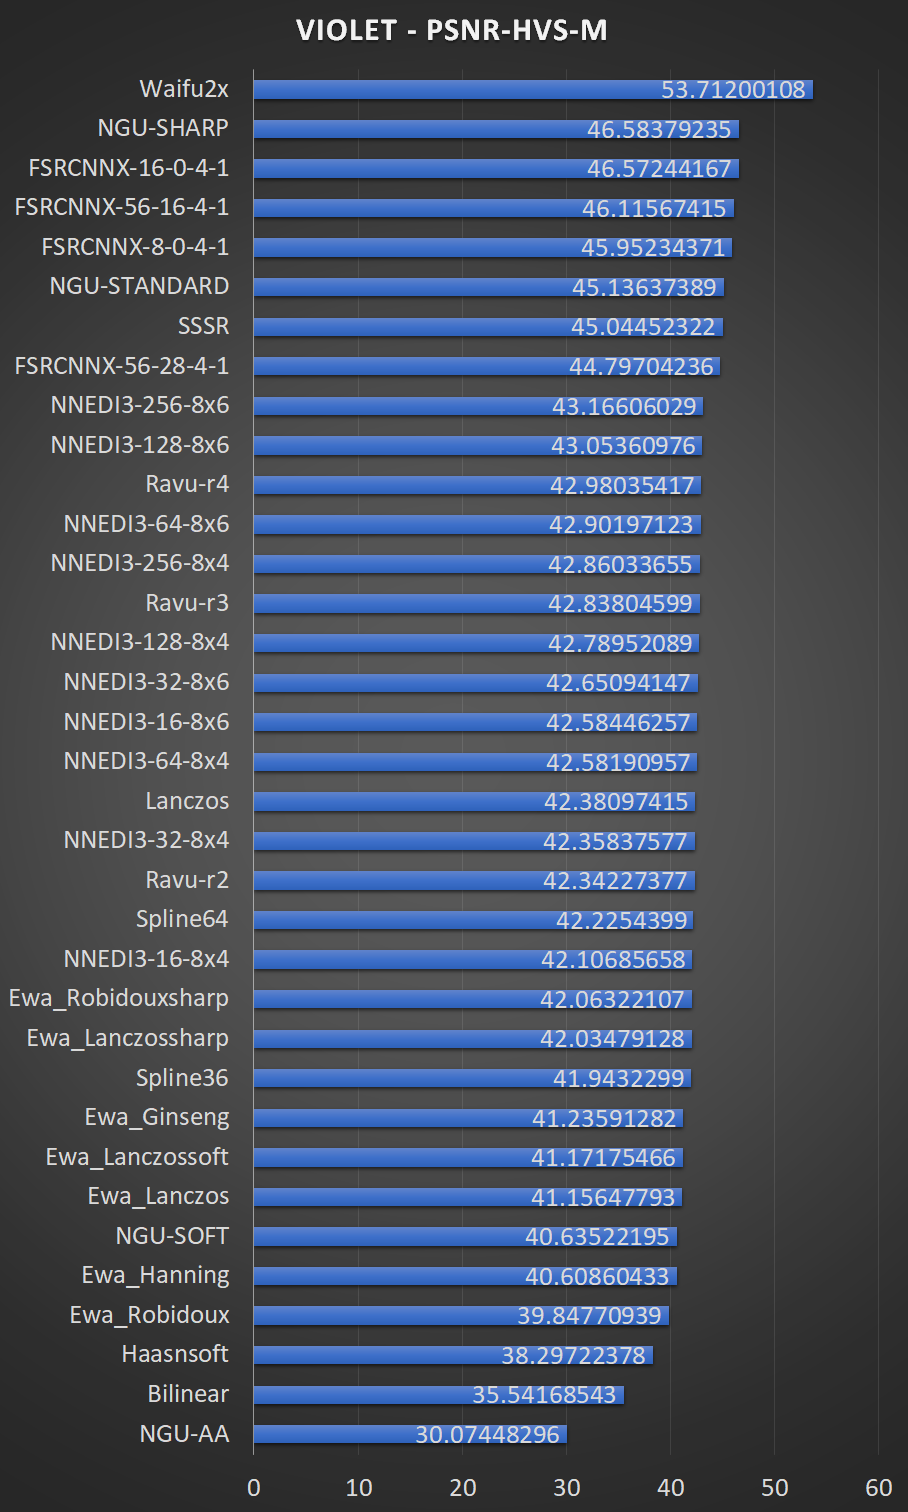 VIOLET - PSNR-HVS-M
Waifu2x 53.71200108
NGU-SHARP 46.58379235
FSRCNNX-16-0-4-1 46.57244167
FSRCNNX-56-16-4-1 46.11567415
FSRCNNX-8-0-4-1 45.95234371
NGU-STANDARD 45.13637389
SSSR 45.04452322
FSRCNNX-56-28-4-1 44.79704236
NNEDI3-256-8x6 43.16606029
NNEDI3-128-8x6 43.05360976
Ravu-r4 42.98035417
NNEDI3-64-8x6 42.90197123
NNEDI3-256-8x4 42.86033655
Ravu-r3 42.83804599
NNEDI3-128-8x4 42.78952089
NNEDI3-32-8x6 42.65094147
NNEDI3-16-8x6 42.58446257
NNEDI3-64-8x4 42.58190957
Lanczos 42.38097415
NNEDI3-32-8x4 42.35837577
Ravu-r2 42.34227377
Spline64 42.2254399
NNEDI3-16-8x4 42.10685658
Ewa_Robidouxsharp 42.06322107
Ewa_Lanczossharp 42.03479128
Spline36 41.9432299
Ewa_Ginseng 41.23591282
Ewa_Lanczossoft 41.17175466
Ewa_Lanczos 41.15647793
NGU-SOFT 40.63522195
Ewa_Hanning 40.60860433
Ewa_Robidoux 39.84770939
Haasnsoft 38.29722378
Bilinear 35.54168543
NGU-AA 30.07448296
0 10 20 30 40 50 60